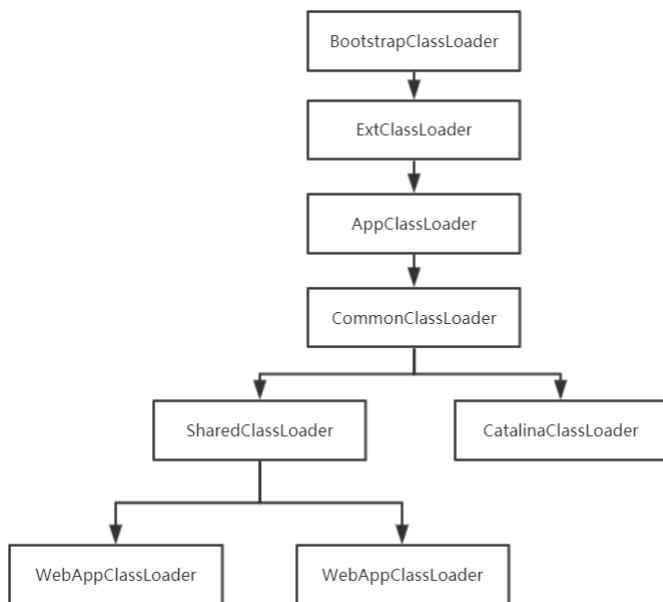 BootstrapClassLoader
ExtClassLoader
AppClassLoader
CommonClassLoader
SharedClassLoader
CatalinaClassLoader
WebAppClassLoader
WebAppClassLoader